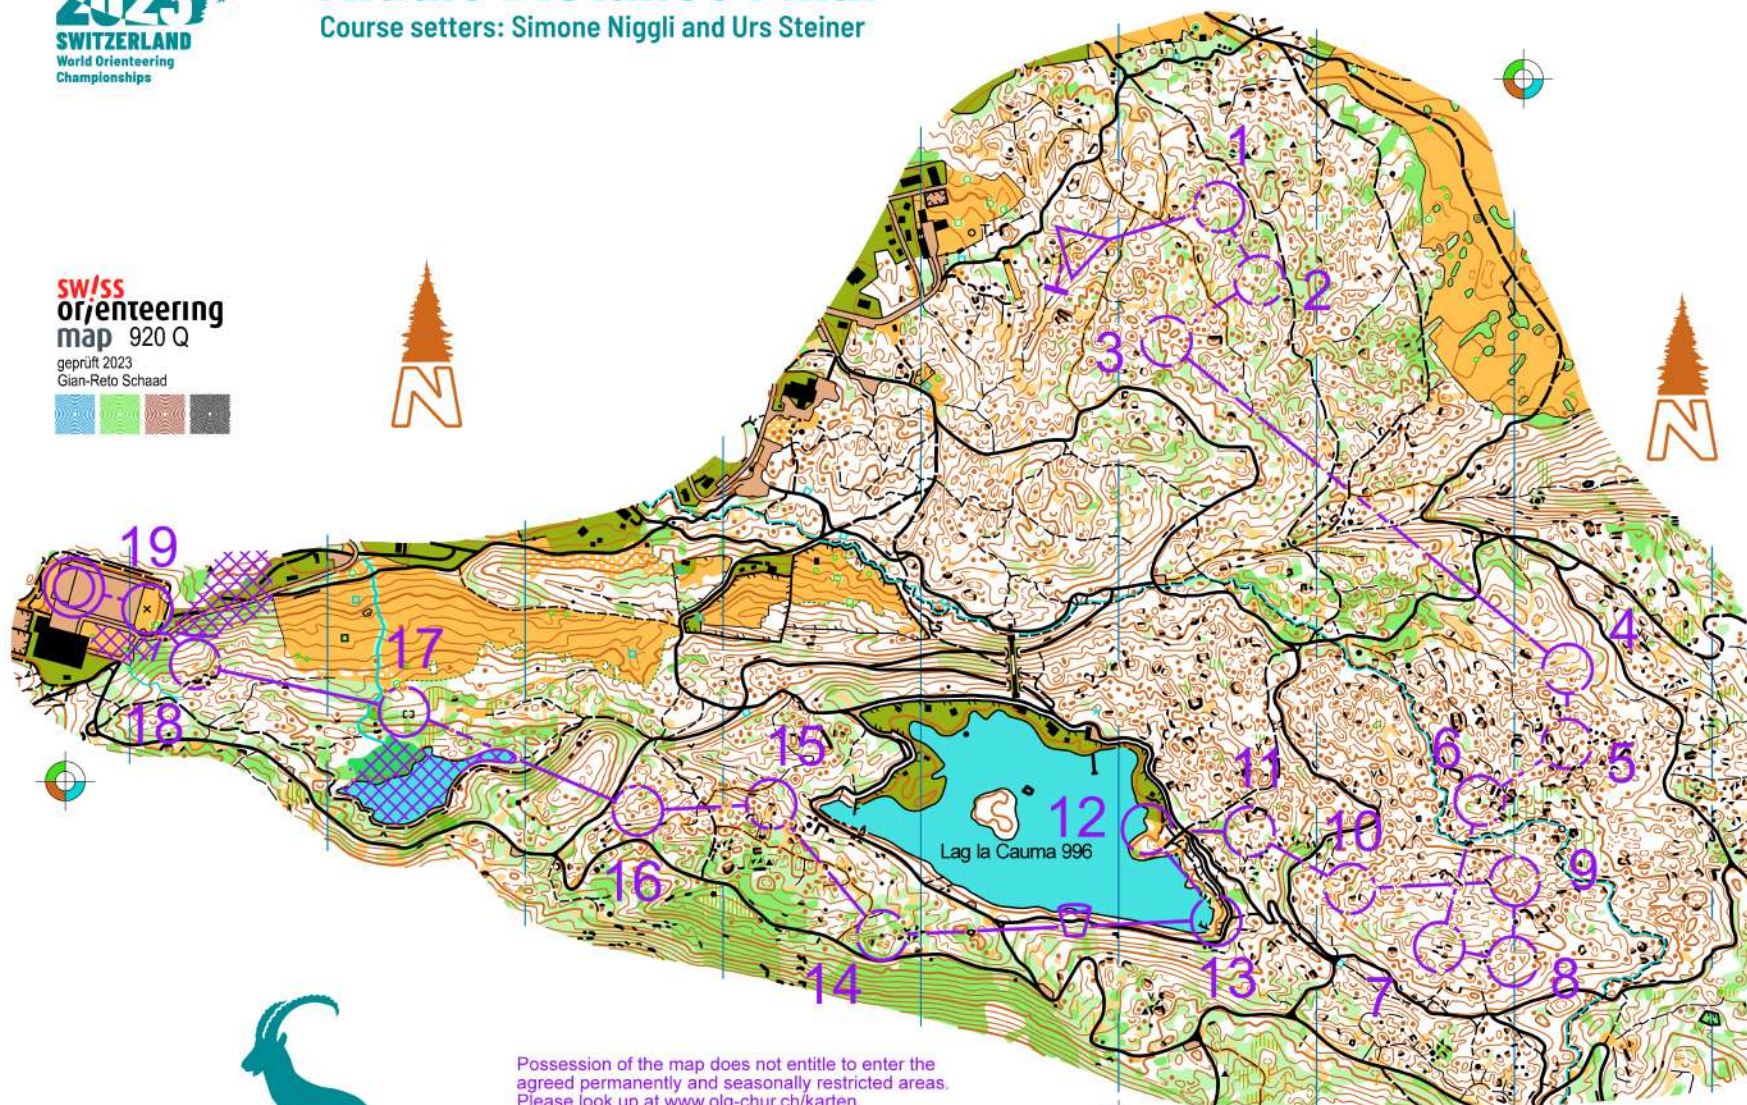 2023
SWITZERLAND
World Orienteering
Championships
Course setters: Simone Niggli and Urs Steiner
swiss
orienteering
map 920 Q
geprüft 2023
Gian-Reto Schaad
N
N
1
2
3
4
5
6
7
8
9
10
11
12
13
14
15
16
17
18
19
Lag la Cauma 996
Possession of the map does not entitle to enter the
agreed permanently and seasonally restricted areas.
Please look up at www.olg-chur.ch/karten